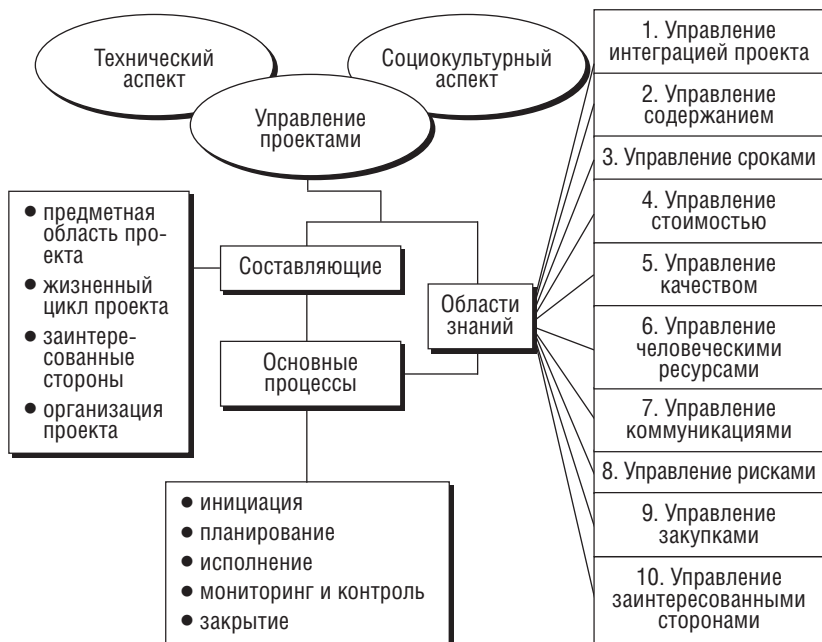 Технический
аспект
Социокультурный
аспект
Управление
проектами
● предметная
область про-
екта
● жизненный
цикл проекта
● заинтере-
сованные
стороны
● организация
проекта
Составляющие
Области
знаний
Основные
процессы
● инициация
● планирование
● исполнение
● мониторинг и контроль
● закрытие
1. Управление
интеграцией проекта
2. Управление
содержанием
3. Управление сроками
4. Управление
стоимостью
5. Управление
качеством
6. Управление
человеческими
ресурсами
7. Управление
коммуникациями
8. Управление рисками
9. Управление
закупками
10. Управление
заинтересованными
сторонами